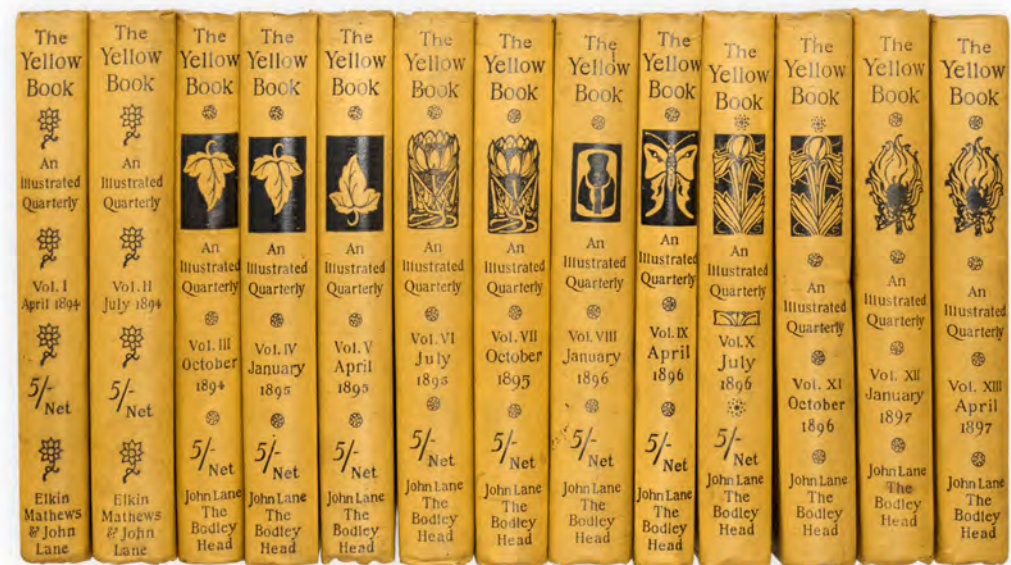 The
Yellow
Book
An
Illustrated
Quarterly
Vol. I
April 1894
5/-
Net
Elkin
Mathews
& John
Lane
The
Yellow
Book
An
Illustrated
Quarterly
Vol. II
July 1894
5/-
Net
Elkin
Mathews
& John
Lane
The
Yellow
Book
An
Illustrated
Quarterly
Vol. III
October
1894
5/-
Net
John Lane
The
Bodley
Head
The
Yellow
Book
An
Illustrated
Quarterly
Vol. IV
January
1895
5/-
Net
John Lane
The
Bodley
Head
The
Yellow
Book
An
Illustrated
Quarterly
Vol. V
April
1895
5/-
Net
John Lane
The
Bodley
Head
The
Yellow
Book
An
Illustrated
Quarterly
Vol. VI
July
1895
5/-
Net
John Lane
The
Bodley
Head
The
Yellow
Book
An
Illustrated
Quarterly
Vol. VII
October
1895
5/-
Net
John Lane
The
Bodley
Head
The
Yellow
Book
An
Illustrated
Quarterly
Vol. VIII
January
1896
5/-
Net
John Lane
The
Bodley
Head
The
Yellow
Book
An
Illustrated
Quarterly
Vol. IX
April
1896
5/-
Net
John Lane
The
Bodley
Head
The
Yellow
Book
An
Illustrated
Quarterly
Vol. X
July
1896
5/-
Net
John Lane
The
Bodley
Head
The
Yellow
Book
An
Illustrated
Quarterly
Vol. XI
October
1896
John Lane
The
Bodley
Head
The
Yellow
Book
An
Illustrated
Quarterly
Vol. XII
January
1897
John Lane
The
Bodley
Head
The
Yellow
Book
An
Illustrated
Quarterly
Vol. XIII
April
1897
John Lane
The
Bodley
Head